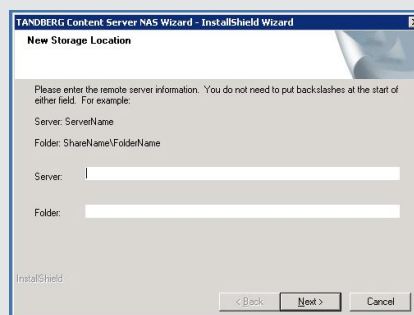 TANDBERG Content Server NAS Wizard - InstallShield Wizard
New Storage Location
Please enter the remote server information. You do not need to put backslashes at the start of
either field. For example:
Server: ServerName
Folder: ShareName\FolderName
Server:
Folder:
InstallShield
< Back
Next >
Cancel